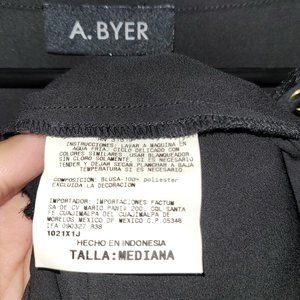 A.BYER
INSTRUCCIONES: LAVAR A MAQUINA EN
AGUA FRIA. CICLO DELICADO CON
COLORES SIMILARES. USAR BLANQUEADOR
SIN CLORO SOLAMENTE, SI ES NECESARIO
TENDER Y DEJAR SECAR. PLANCHAR A BAJA
TEMPERATURA SI ES NECESARIO
COMPOSICION: BLUSA-100% poliester
EXCLUIDA LA DECORACION
IMPORTADOR: IMPORTACIONES FACTUM
SA DE CV MARIO PANI# 200, COL SANTA
FE CUAJIMALPA DEL CUAJIMALPA DE
MORELOS MEXICO DF MEXICO C.P. 05348
IFA 090327 R38
1021X1J
HECHO EN INDONESIA
TALLA:MEDIANA